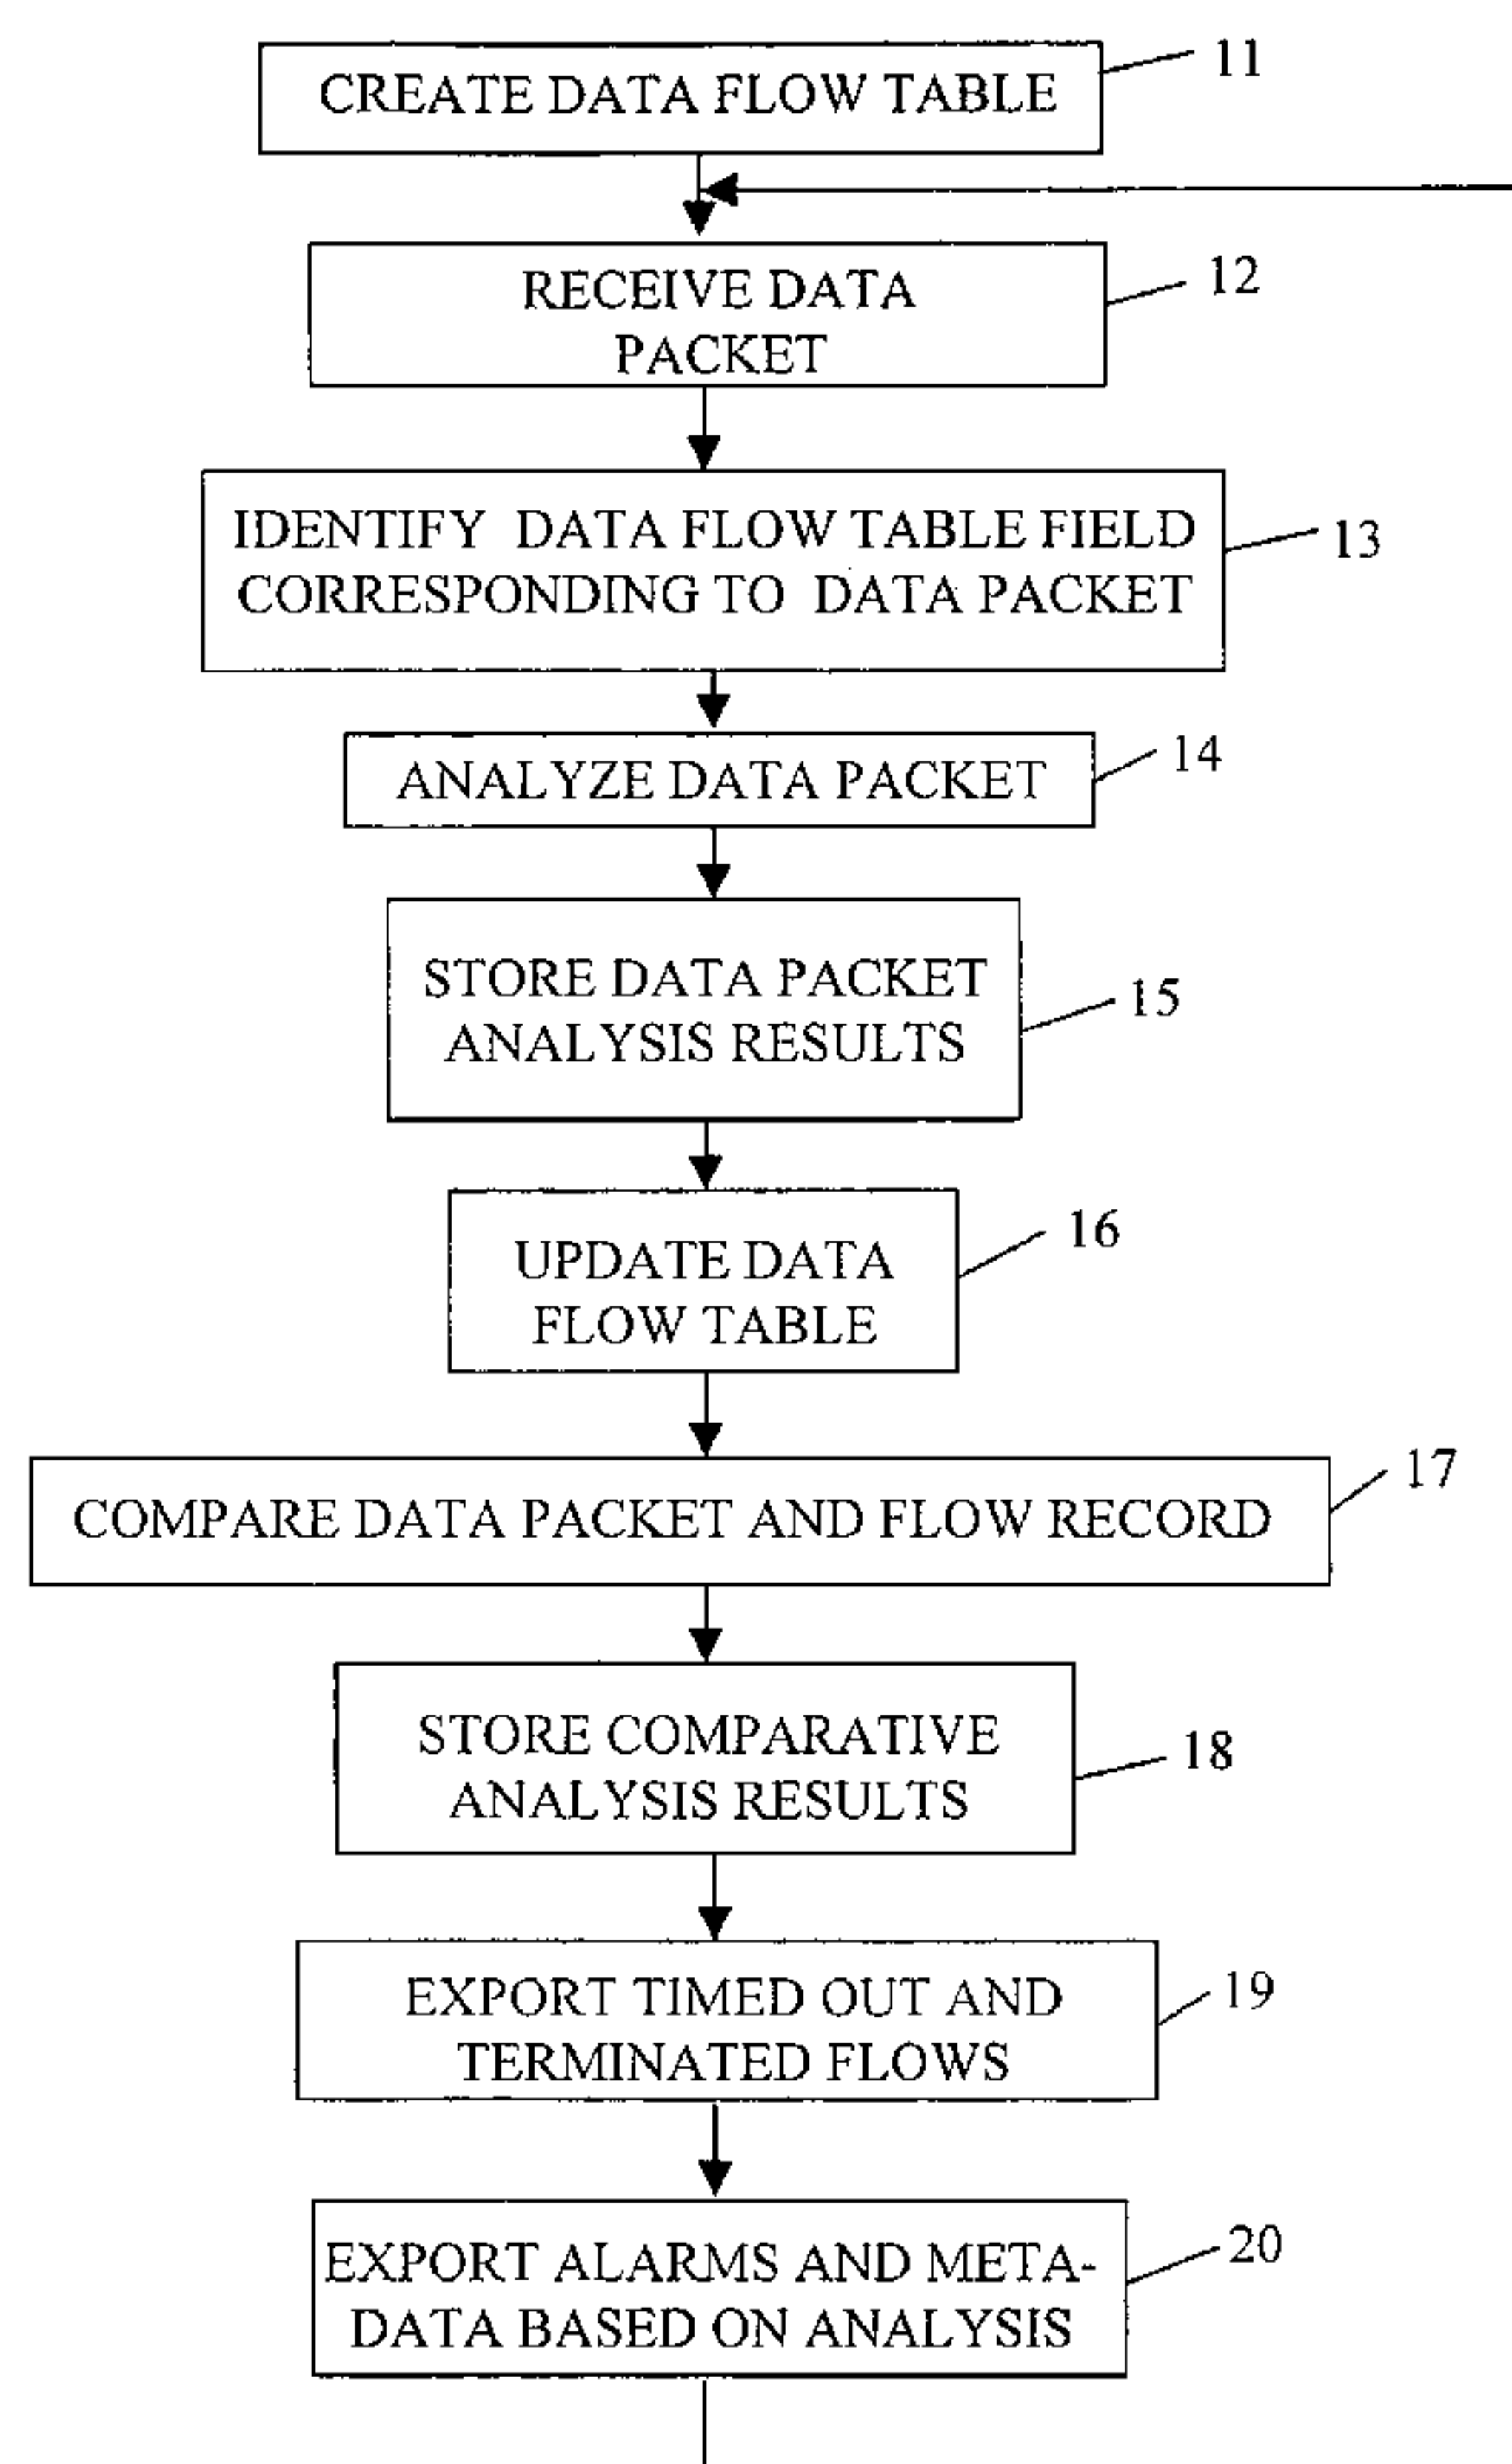 CREATE DATA FLOW TABLE
11
RECEIVE DATA
PACKET
12
IDENTIFY DATA FLOW TABLE FIELD
CORRESPONDING TO DATA PACKET
13
ANALYZE DATA PACKET
14
STORE DATA PACKET
ANALYSIS RESULTS
15
UPDATE DATA
FLOW TABLE
16
COMPARE DATA PACKET AND FLOW RECORD
17
STORE COMPARATIVE
ANALYSIS RESULTS
18
EXPORT TIMED OUT AND
TERMINATED FLOWS
19
EXPORT ALARMS AND META-
DATA BASED ON ANALYSIS
20